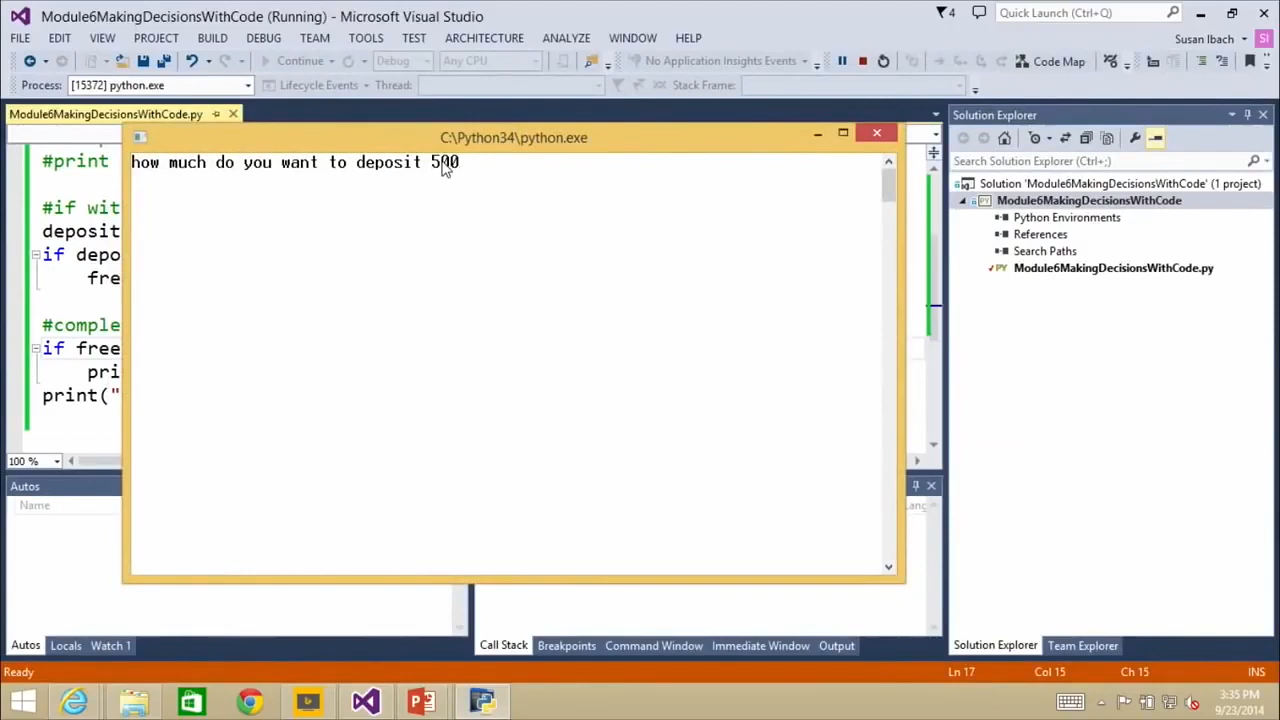 Module6MakingDecisionsWithCode (Running) - Microsoft Visual Studio
4
Quick Launch (Ctrl+Q)
FILE EDIT VIEW PROJECT BUILD DEBUG TEAM TOOLS TEST ARCHITECTURE ANALYZE WINDOW HELP
Susan Ibach
SI
Continue
Debug
Any CPU
No Application Insights Events
Code Map
Process: [15372] python.exe
Lifecycle Events
Thread:
Stack Frame:
Module6MakingDecisionsWithCode.py
C:\Python34\python.exe
how much do you want to deposit 500
#print
#if wit
deposit
if depo
fre
#comple
if free
pri
print("
100 %
Solution Explorer
Search Solution Explorer (Ctrl+;)
Solution 'Module6MakingDecisionsWithCode' (1 project)
PY Module6MakingDecisionsWithCode
Python Environments
References
Search Paths
PY Module6MakingDecisionsWithCode.py
Autos
Name
Lang
Autos Locals Watch 1
Call Stack Breakpoints Command Window Immediate Window Output
Solution Explorer Team Explorer
Ready
Ln 17 Col 15 Ch 15 INS
3:35 PM
9/23/2014